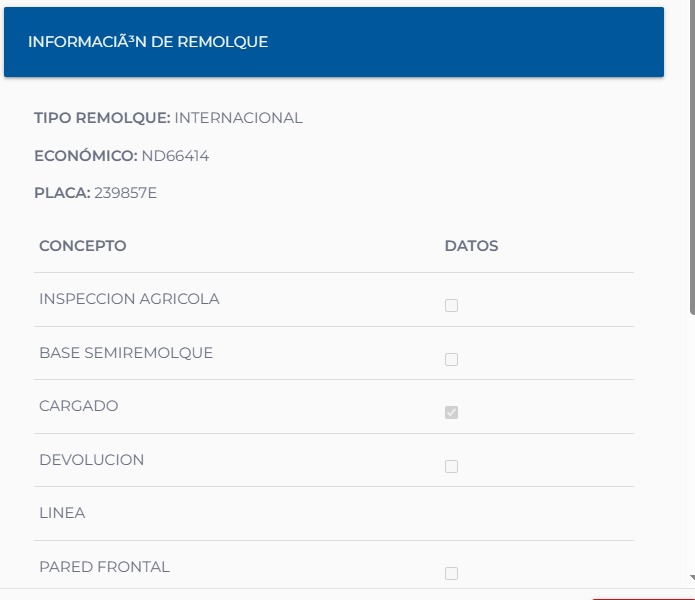 INFORMACIÃ³N DE REMOLQUE
TIPO REMOLQUE: INTERNACIONAL
ECONÓMICO: ND66414
PLACA: 239857E
CONCEPTO DATOS
INSPECCION AGRICOLA
BASE SEMIREMOLQUE
CARGADO
DEVOLUCION
LINEA
PARED FRONTAL